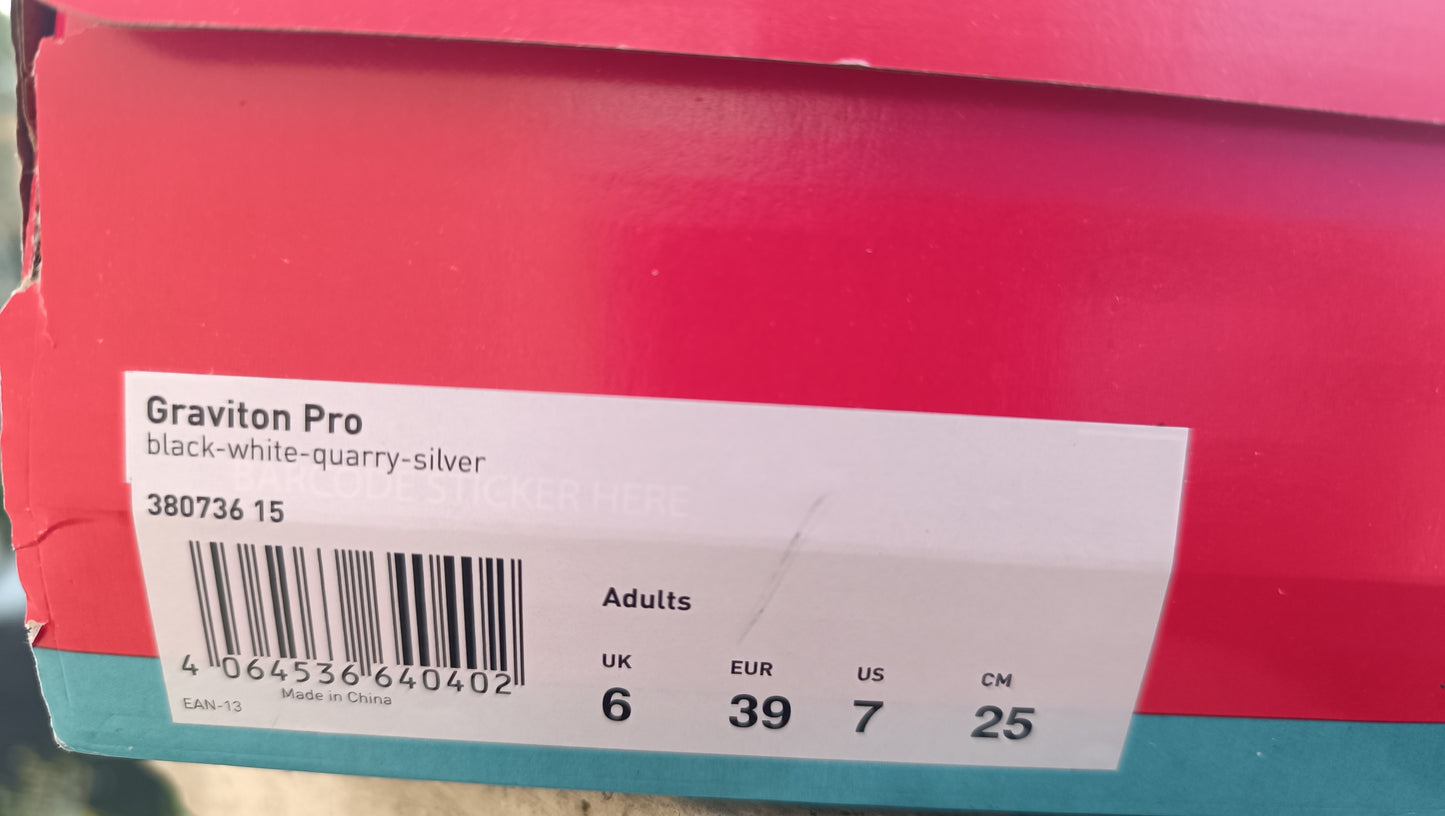 Graviton Pro
black-white-quarry-silver
BARCODE STICKER HERE
380736 15
4 064536 640402
EAN-13
Made in China
Adults
UK EUR US CM
6 39 7 25